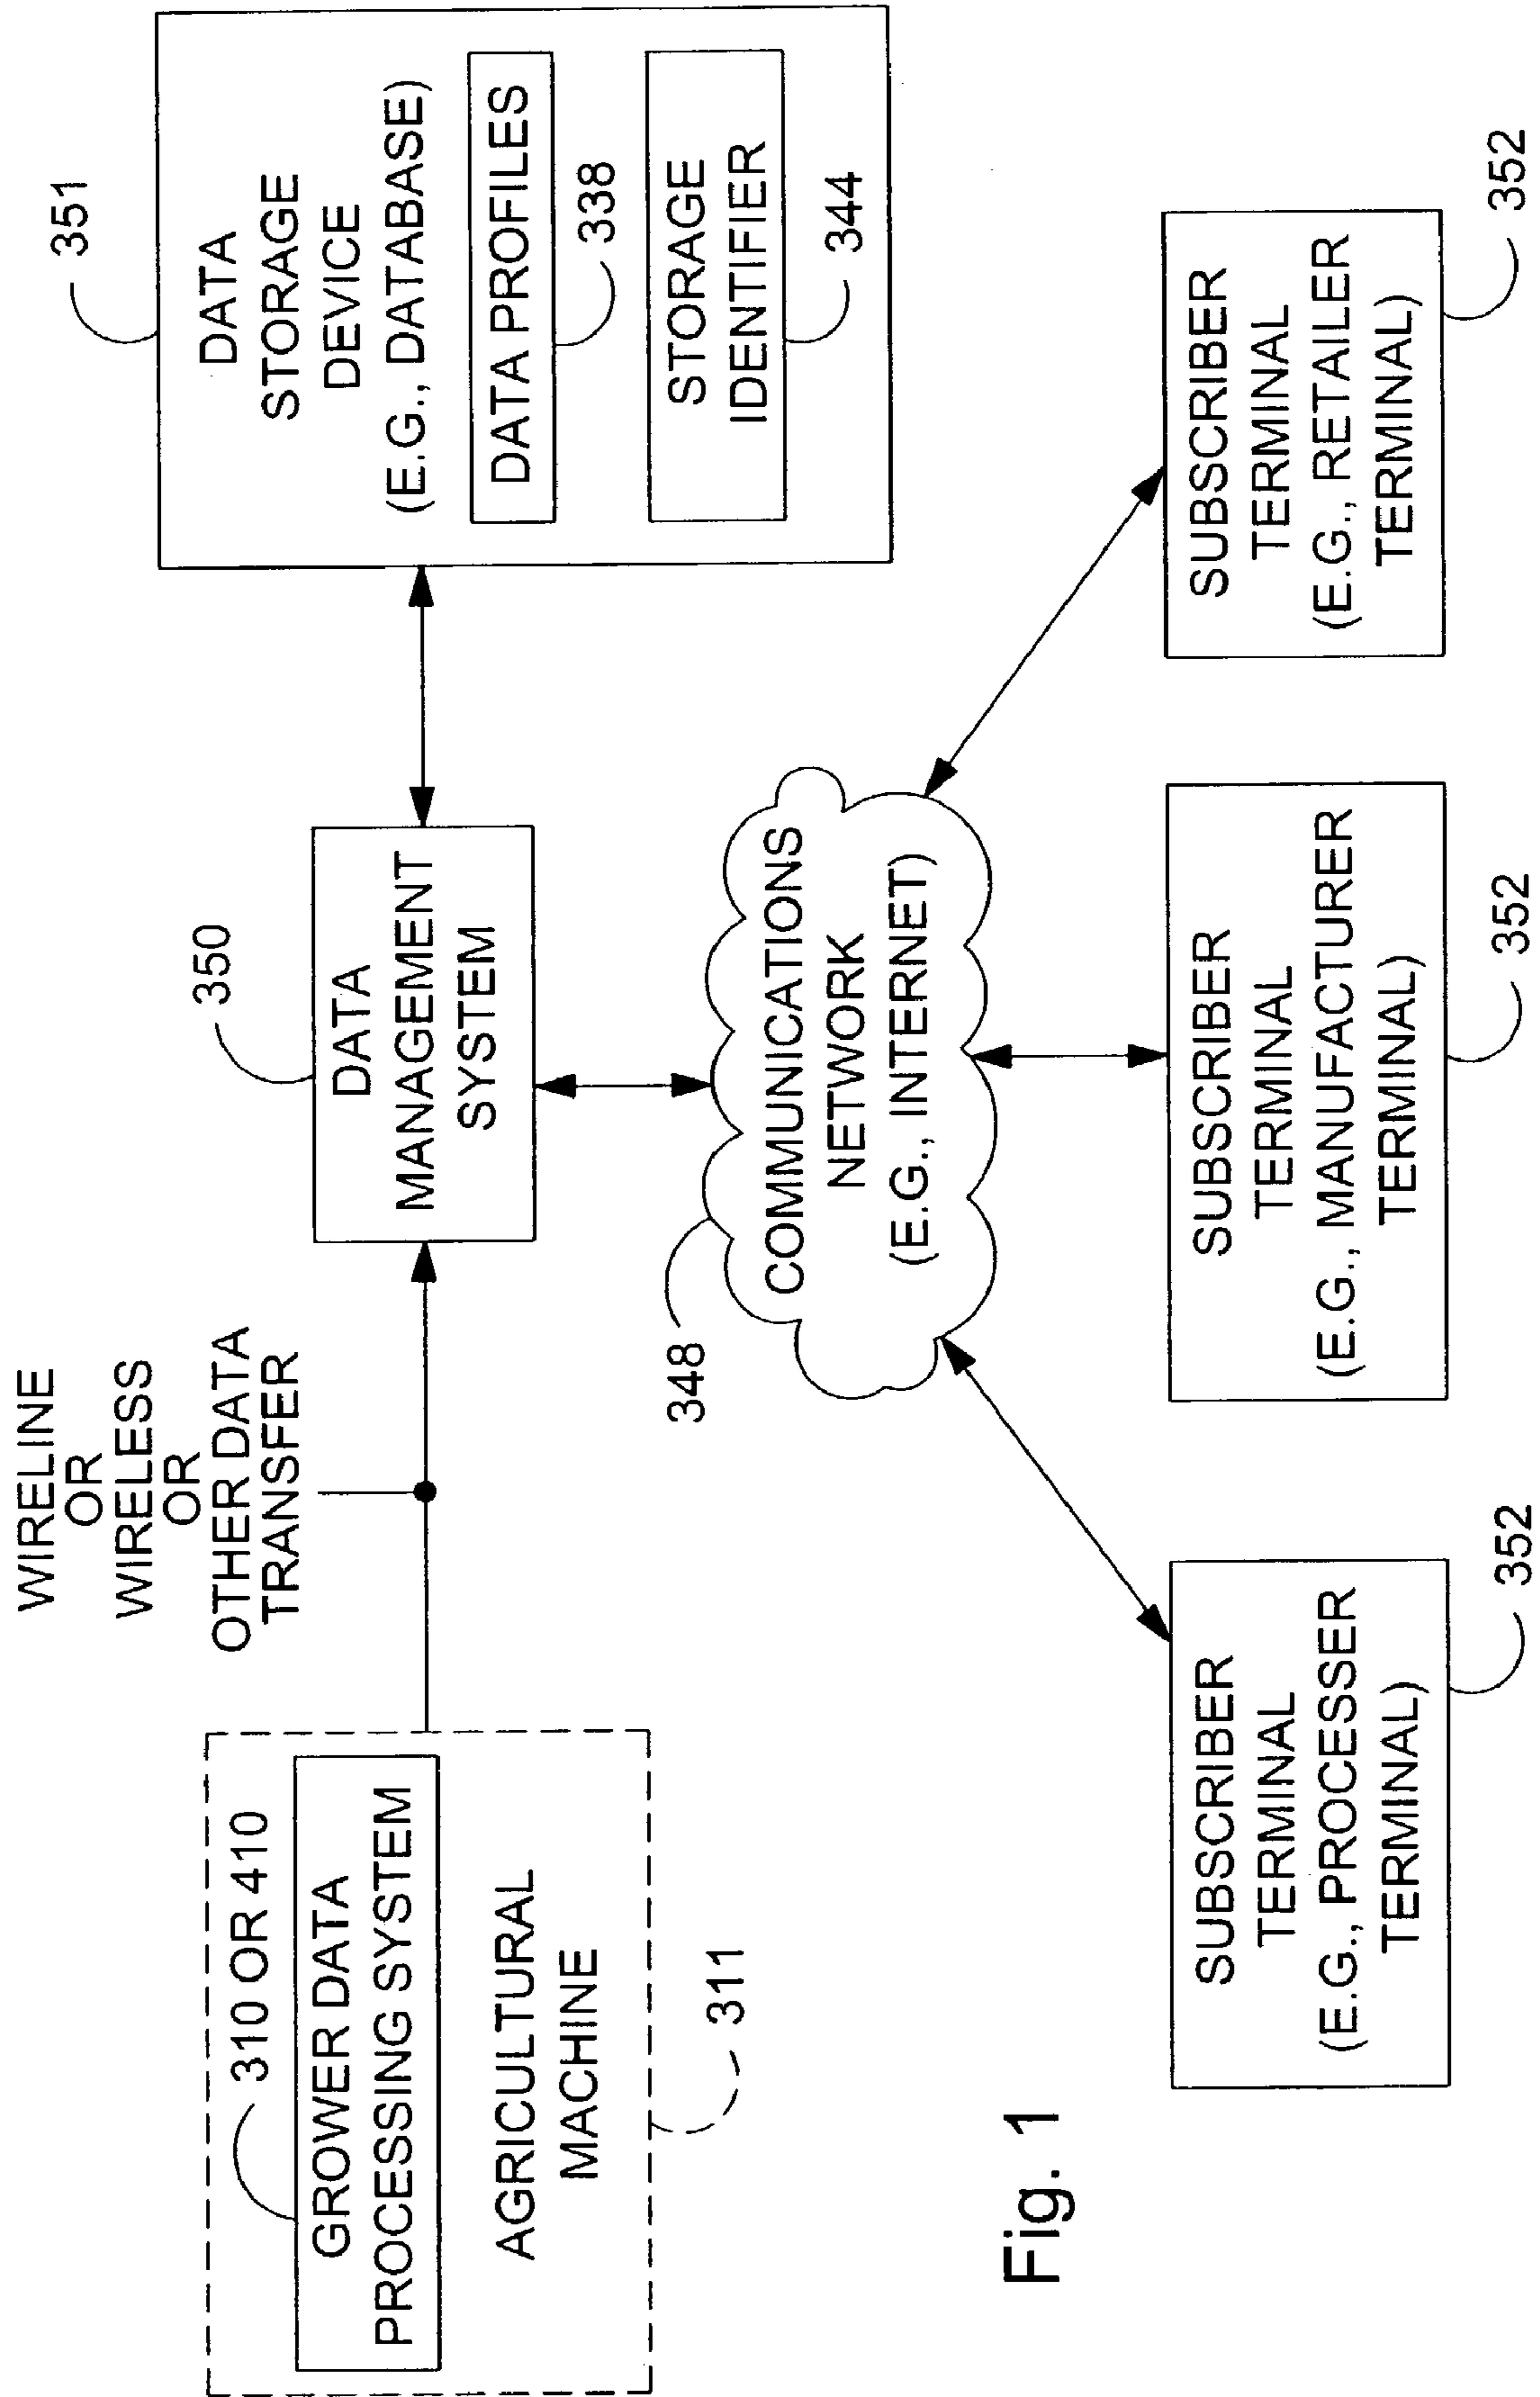 WIRELINE
OR
WIRELESS
OR
OTHER DATA
TRANSFER
310 OR 410
GROWER DATA
PROCESSING SYSTEM
AGRICULTURAL
MACHINE
311
350
DATA
MANAGEMENT
SYSTEM
351
DATA
STORAGE
DEVICE
(E.G., DATABASE)
DATA PROFILES
338
STORAGE
IDENTIFIER
344
348
COMMUNICATIONS
NETWORK
(E.G., INTERNET)
SUBSCRIBER
TERMINAL
(E.G., PROCESSER
TERMINAL)
352
SUBSCRIBER
TERMINAL
(E.G., MANUFACTURER
TERMINAL)
352
SUBSCRIBER
TERMINAL
(E.G., RETAILER
TERMINAL)
352
Fig. 1